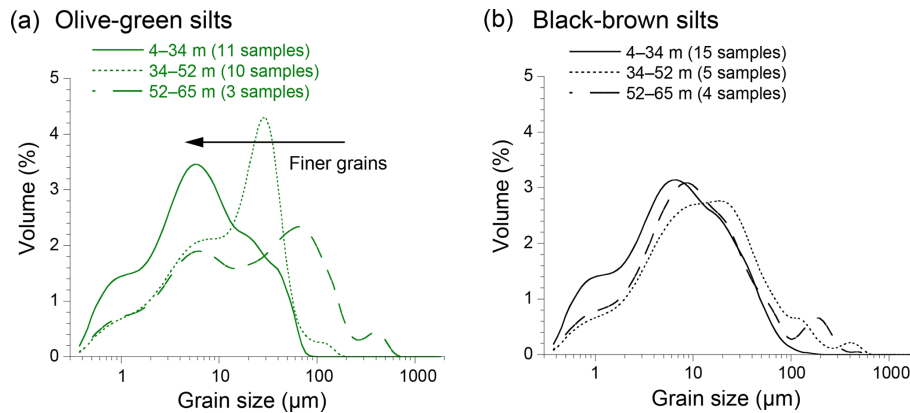 (a) Olive-green silts
4–34 m (11 samples)
34–52 m (10 samples)
52–65 m (3 samples)
Finer grains
5
4
3
2
1
0
Volume (%)
1
10
100
1000
Grain size (µm)
(b) Black-brown silts
4–34 m (15 samples)
34–52 m (5 samples)
52–65 m (4 samples)
5
4
3
2
1
0
Volume (%)
1
10
100
1000
Grain size (µm)